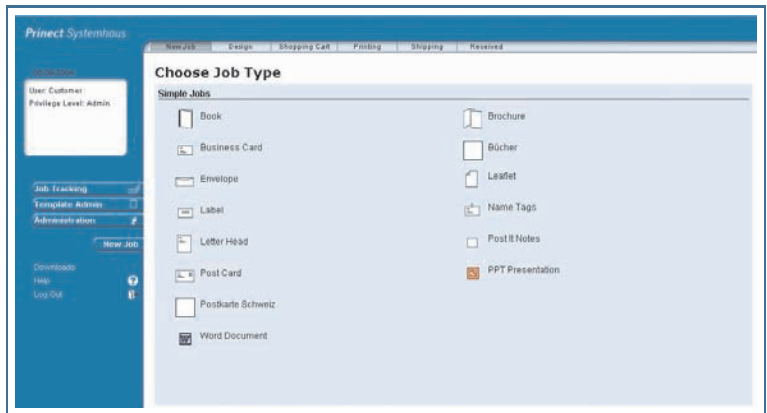 Prinect Systemhaus
New Job Design Shopping Cart Printing Shipping Received
Choose Job Type
User: Customer
Privilege Level: Admin
Simple Jobs
Book Brochure
Business Card Bücher
Envelope Leaflet
Label Name Tags
Letter Head Post It Notes
Post Card PPT Presentation
Postkarte Schweiz
Word Document
Job Tracking
Template Admin
Administration
New Job
Downloads
Help
Log Out